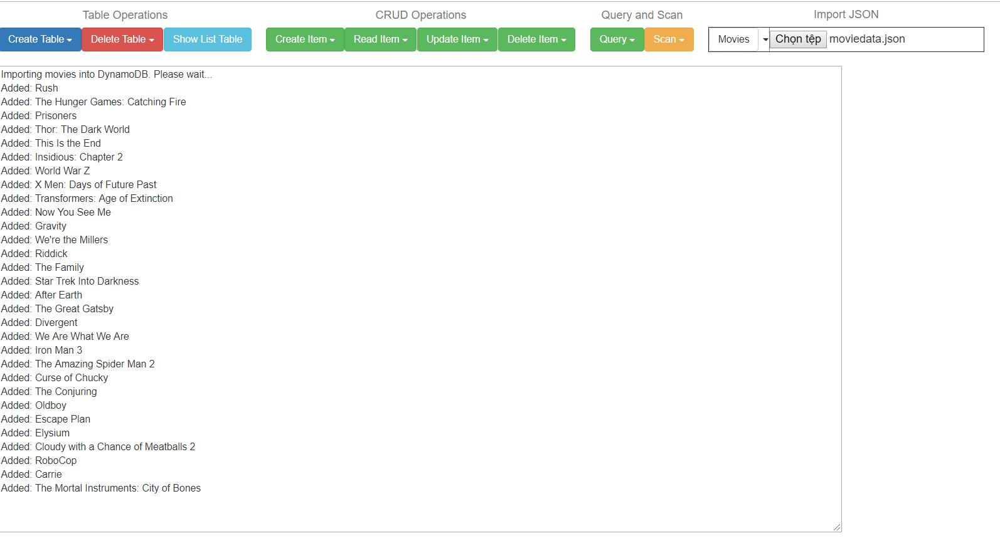 Table Operations CRUD Operations Query and Scan Import JSON
Create Table Delete Table Show List Table Create Item Read Item Update Item Delete Item Query Scan Movies Chọn tệp moviedata.json
Importing movies into DynamoDB. Please wait...
Added: Rush
Added: The Hunger Games: Catching Fire
Added: Prisoners
Added: Thor: The Dark World
Added: This Is the End
Added: Insidious: Chapter 2
Added: World War Z
Added: X Men: Days of Future Past
Added: Transformers: Age of Extinction
Added: Now You See Me
Added: Gravity
Added: We're the Millers
Added: Riddick
Added: The Family
Added: Star Trek Into Darkness
Added: After Earth
Added: The Great Gatsby
Added: Divergent
Added: We Are What We Are
Added: Iron Man 3
Added: The Amazing Spider Man 2
Added: Curse of Chucky
Added: The Conjuring
Added: Oldboy
Added: Escape Plan
Added: Elysium
Added: Cloudy with a Chance of Meatballs 2
Added: RoboCop
Added: Carrie
Added: The Mortal Instruments: City of Bones